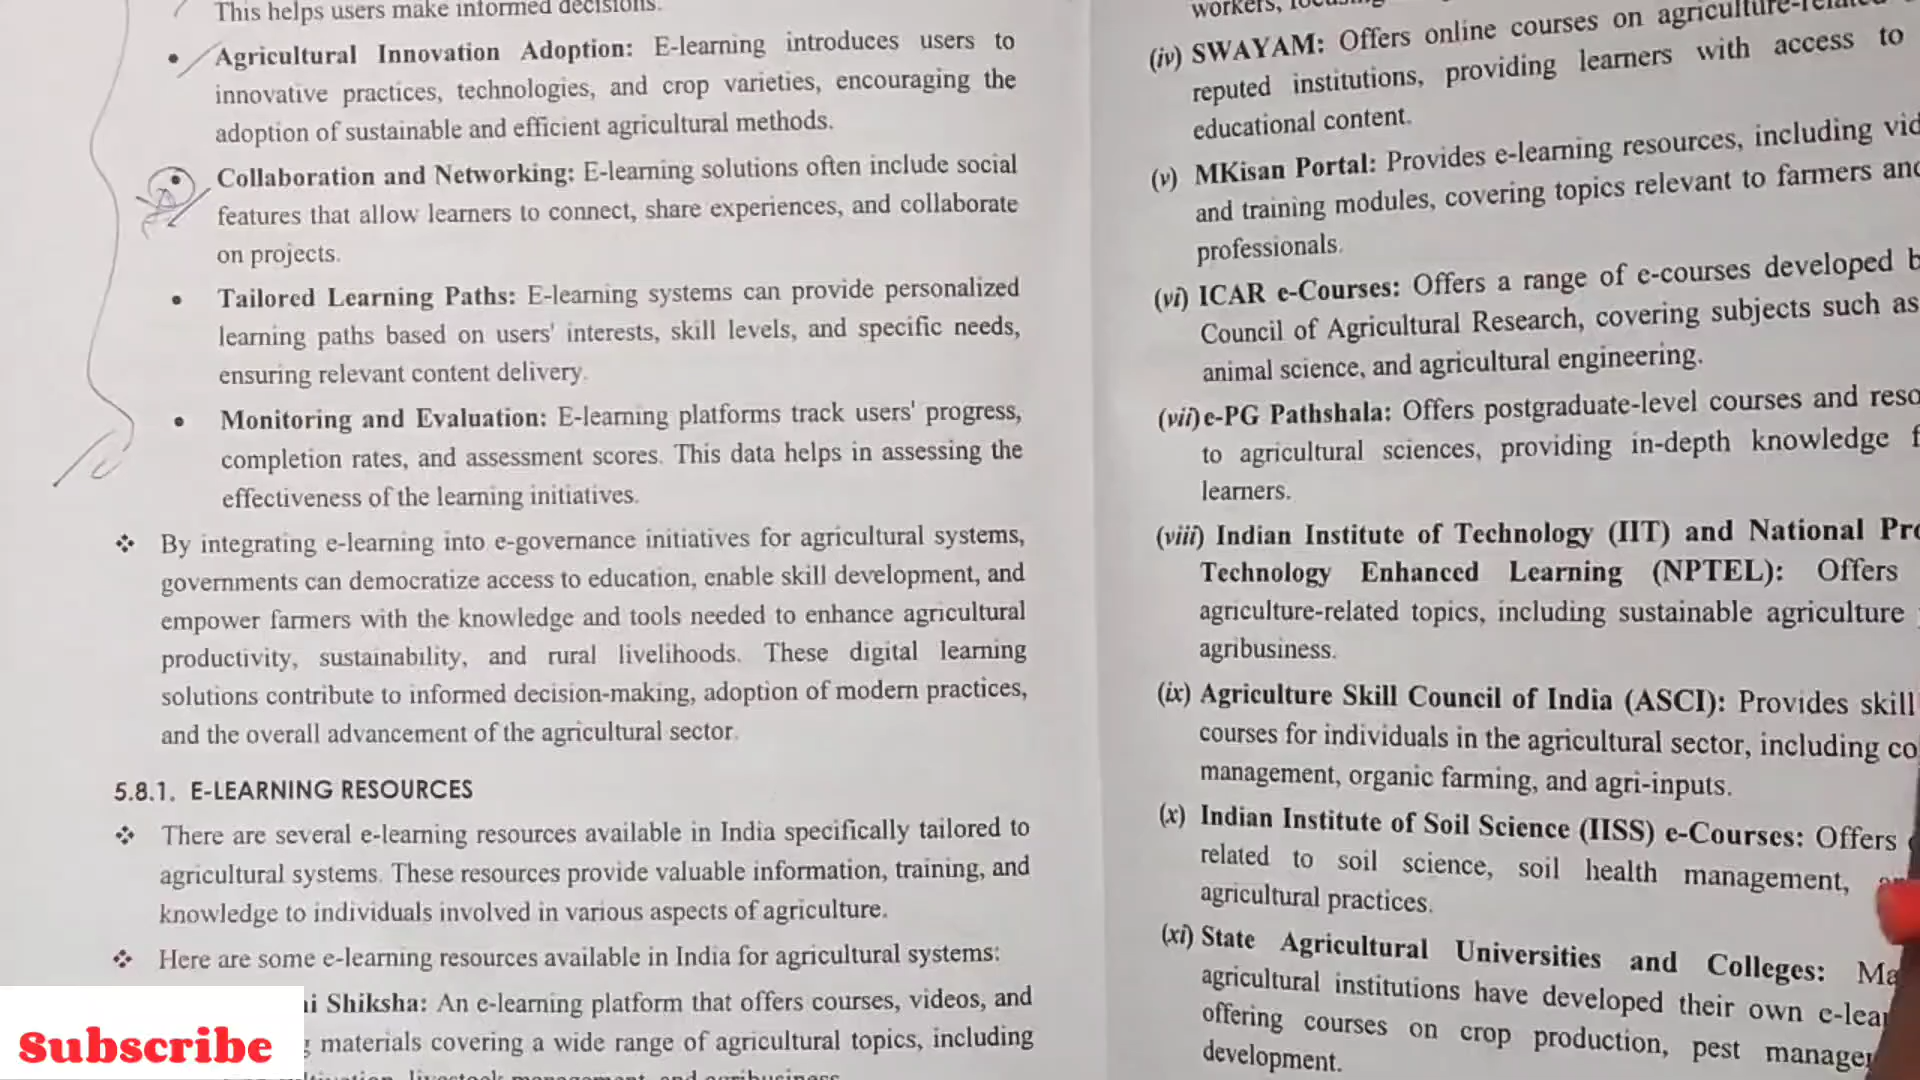 This helps users make informed decisions.
• Agricultural Innovation Adoption: E-learning introduces users to
innovative practices, technologies, and crop varieties, encouraging the
adoption of sustainable and efficient agricultural methods.
• Collaboration and Networking: E-learning solutions often include social
features that allow learners to connect, share experiences, and collaborate
on projects.
• Tailored Learning Paths: E-learning systems can provide personalized
learning paths based on users' interests, skill levels, and specific needs,
ensuring relevant content delivery.
• Monitoring and Evaluation: E-learning platforms track users' progress,
completion rates, and assessment scores. This data helps in assessing the
effectiveness of the learning initiatives.
❖ By integrating e-learning into e-governance initiatives for agricultural systems,
governments can democratize access to education, enable skill development, and
empower farmers with the knowledge and tools needed to enhance agricultural
productivity, sustainability, and rural livelihoods. These digital learning
solutions contribute to informed decision-making, adoption of modern practices,
and the overall advancement of the agricultural sector.
5.8.1. E-LEARNING RESOURCES
❖ There are several e-learning resources available in India specifically tailored to
agricultural systems. These resources provide valuable information, training, and
knowledge to individuals involved in various aspects of agriculture.
❖ Here are some e-learning resources available in India for agricultural systems:
Shiksha: An e-learning platform that offers courses, videos, and
materials covering a wide range of agricultural topics, including
livestock management, and agribusiness.
Subscribe
workers,
(iv) SWAYAM: Offers online courses on
reputed institutions, providing learners with access to
educational content.
(v) MKisan Portal: Provides e-learning resources, including
and training modules, covering topics relevant to farmers
professionals.
(vi) ICAR e-Courses: Offers a range of e-courses developed
Council of Agricultural Research, covering subjects such as
animal science, and agricultural engineering.
(vii) e-PG Pathshala: Offers postgraduate-level courses and
to agricultural sciences, providing in-depth knowledge
learners.
(viii) Indian Institute of Technology (IIT) and National
Technology Enhanced Learning (NPTEL): Offers
agriculture-related topics, including sustainable agriculture
agribusiness.
(ix) Agriculture Skill Council of India (ASCI): Provides skill
courses for individuals in the agricultural sector, including
management, organic farming, and agri-inputs.
(x) Indian Institute of Soil Science (IISS) e-Courses: Offers
related to soil science, soil health management,
agricultural practices.
(xi) State Agricultural Universities and Colleges:
agricultural institutions have developed their own
offering courses on crop production, pest
development.